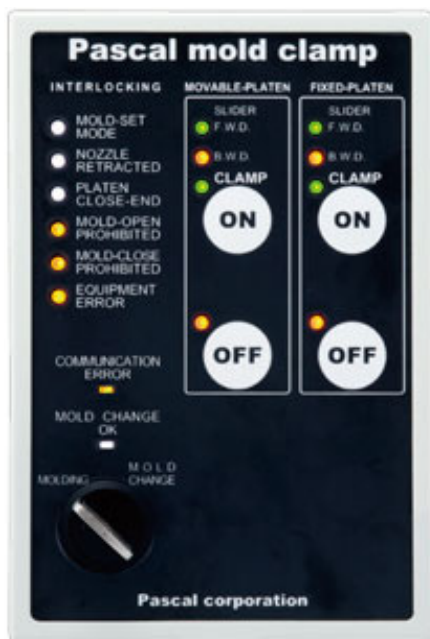 Pascal mold clamp
INTERLOCKING
MOLD-SET
MODE
NOZZLE
RETRACTED
PLATEN
CLOSE-END
MOLD-OPEN
PROHIBITED
MOLD-CLOSE
PROHIBITED
EQUIPMENT
ERROR
COMMUNICATION
ERROR
MOLD CHANGE
OK
MOLDING
MOLD
CHANGE
MOVABLE-PLATEN
SLIDER
F.W.D.
B.W.D.
CLAMP
ON
OFF
FIXED-PLATEN
SLIDER
F.W.D.
B.W.D.
CLAMP
ON
OFF
Pascal corporation